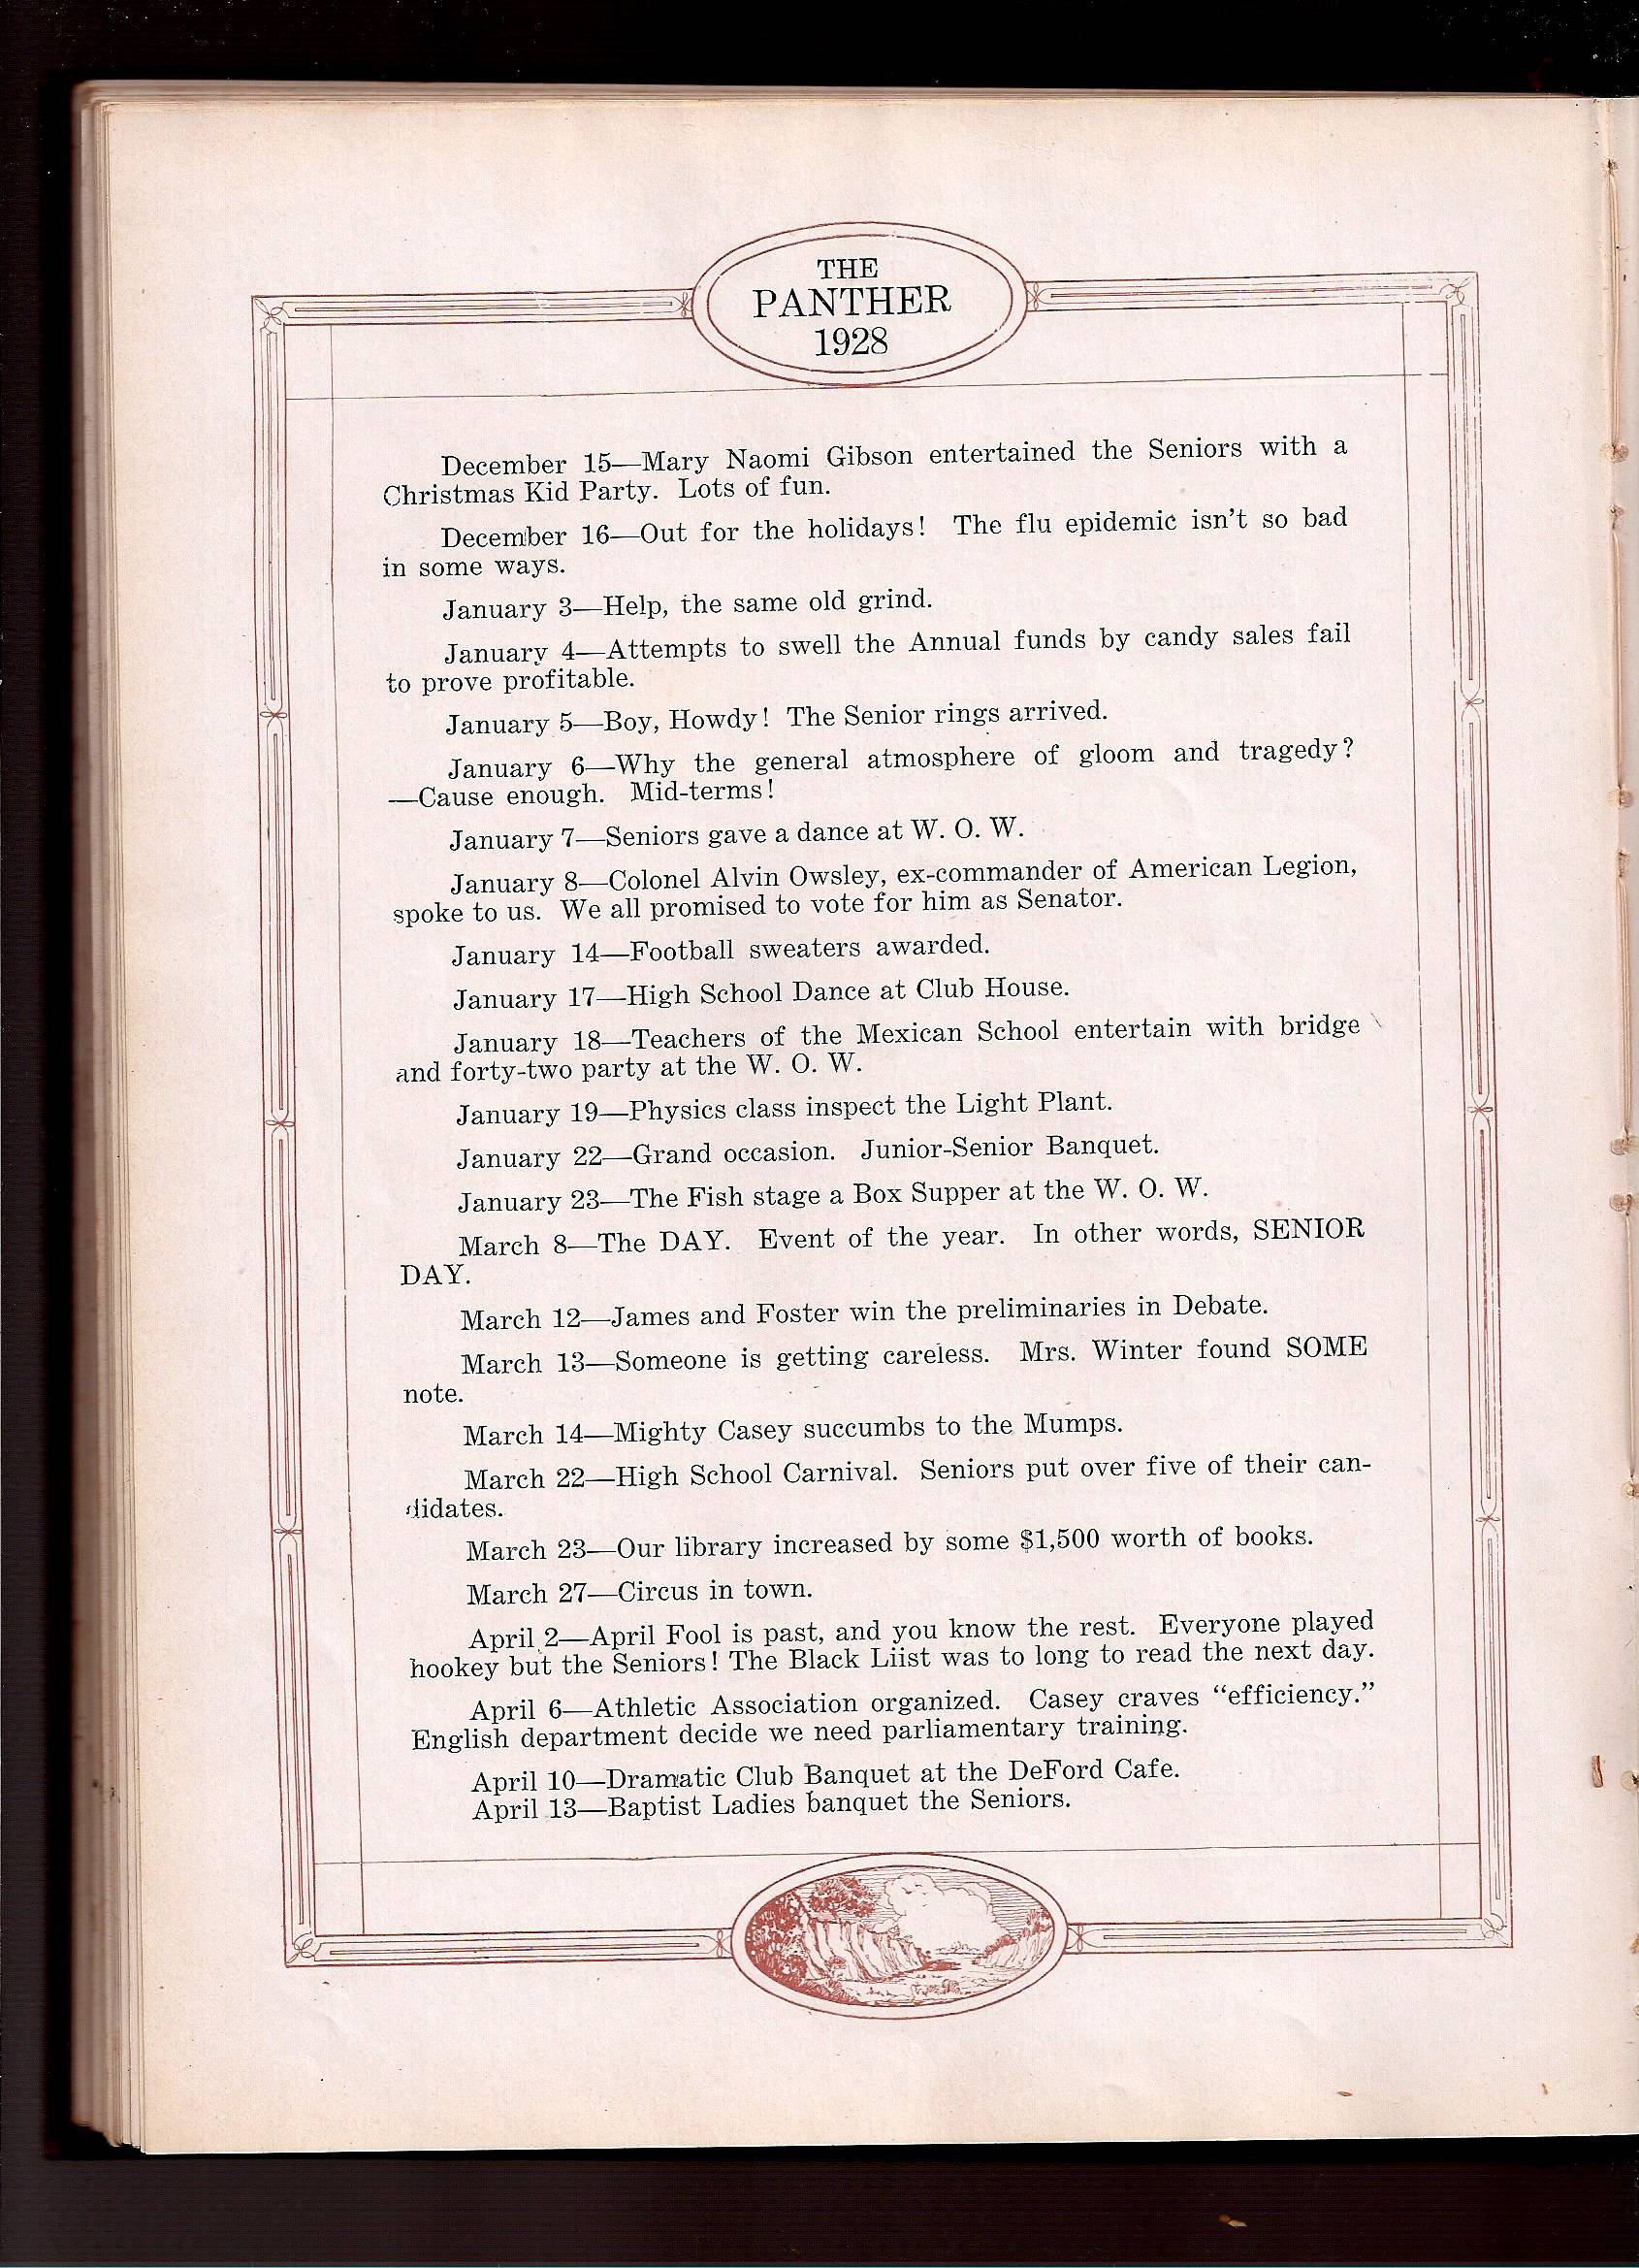 THE
PANTHER
1928
December 15—Mary Naomi Gibson entertained the Seniors with a
Christmas Kid Party. Lots of fun.
December 16—Out for the holidays! The flu epidemic isn't so bad
in some ways.
January 3—Help, the same old grind.
January 4—Attempts to swell the Annual funds by candy sales fail
to prove profitable.
January 5—Boy, Howdy! The Senior rings arrived.
January 6—Why the general atmosphere of gloom and tragedy?
—Cause enough. Mid-terms!
January 7—Seniors gave a dance at W. O. W.
January 8—Colonel Alvin Owsley, ex-commander of American Legion,
spoke to us. We all promised to vote for him as Senator.
January 14—Football sweaters awarded.
January 17—High School Dance at Club House.
January 18—Teachers of the Mexican School entertain with bridge
and forty-two party at the W. O. W.
January 19—Physics class inspect the Light Plant.
January 22—Grand occasion. Junior-Senior Banquet.
January 23—The Fish stage a Box Supper at the W. O. W.
March 8—The DAY. Event of the year. In other words, SENIOR
DAY.
March 12—James and Foster win the preliminaries in Debate.
March 13—Someone is getting careless. Mrs. Winter found SOME
note.
March 14—Mighty Casey succumbs to the Mumps.
March 22—High School Carnival. Seniors put over five of their can-
didates.
March 23—Our library increased by some $1,500 worth of books.
March 27—Circus in town.
April 2—April Fool is past, and you know the rest. Everyone played
hookey but the Seniors! The Black Liist was to long to read the next day.
April 6—Athletic Association organized. Casey craves "efficiency."
English department decide we need parliamentary training.
April 10—Dramatic Club Banquet at the DeFord Cafe.
April 13—Baptist Ladies banquet the Seniors.